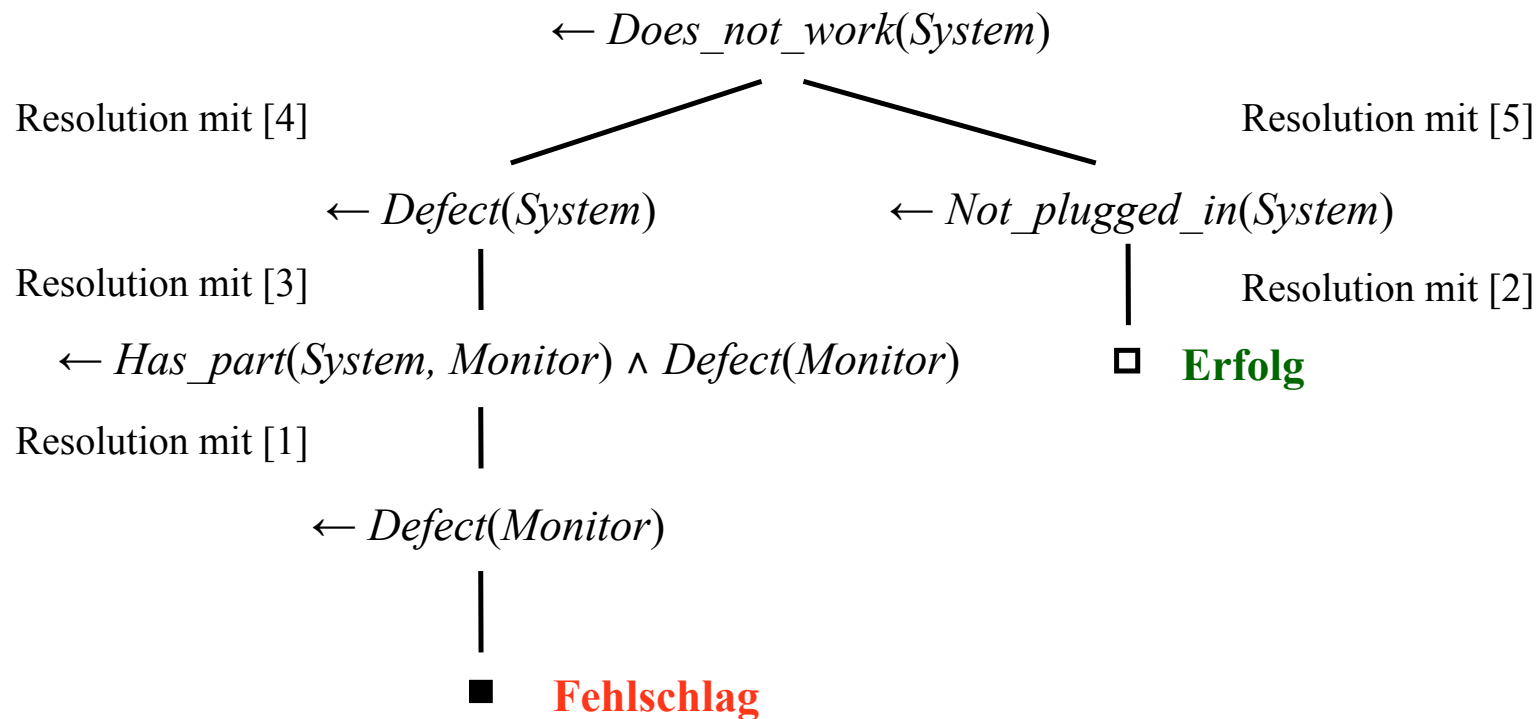 ← Does_not_work(System)
Resolution mit [4]
Resolution mit [5]
← Defect(System)
← Not_plugged_in(System)
Resolution mit [3]
Resolution mit [2]
← Has_part(System, Monitor) ∧ Defect(Monitor)
Erfolg
Resolution mit [1]
← Defect(Monitor)
Fehlschlag